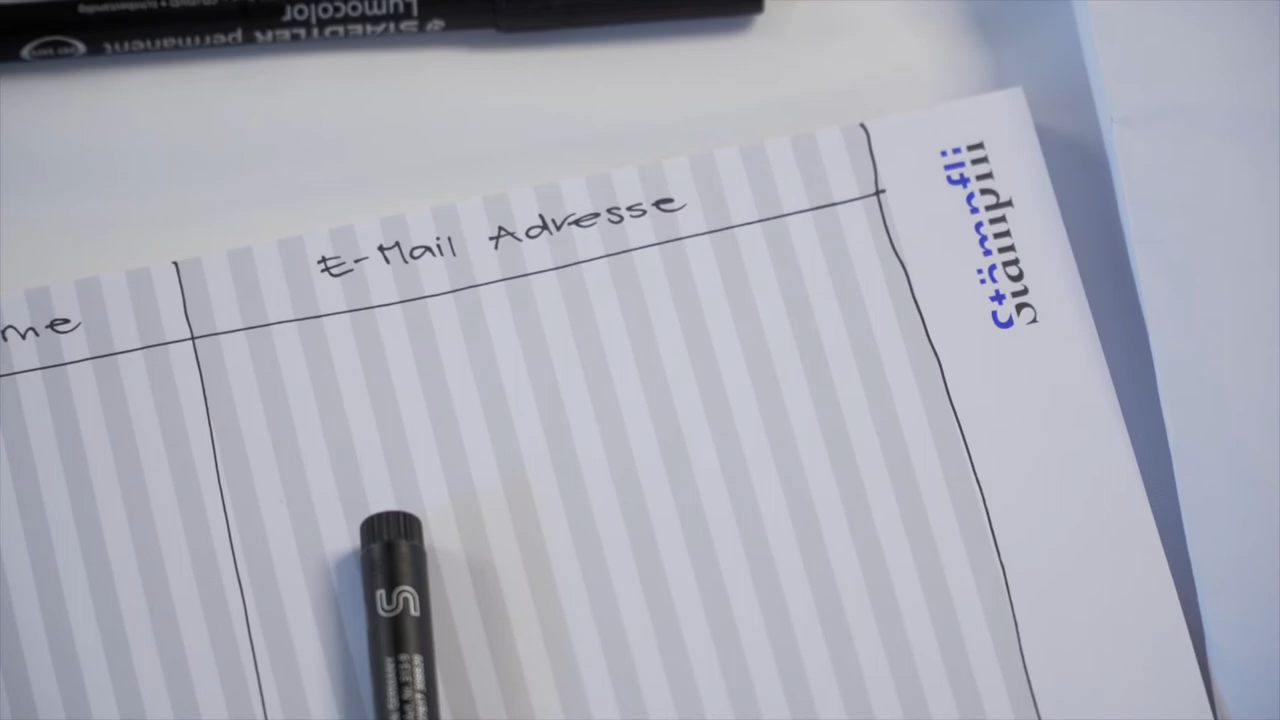 STAEDTLER permanent
Lumocolor
me
E-Mail Adresse
Stämpfli